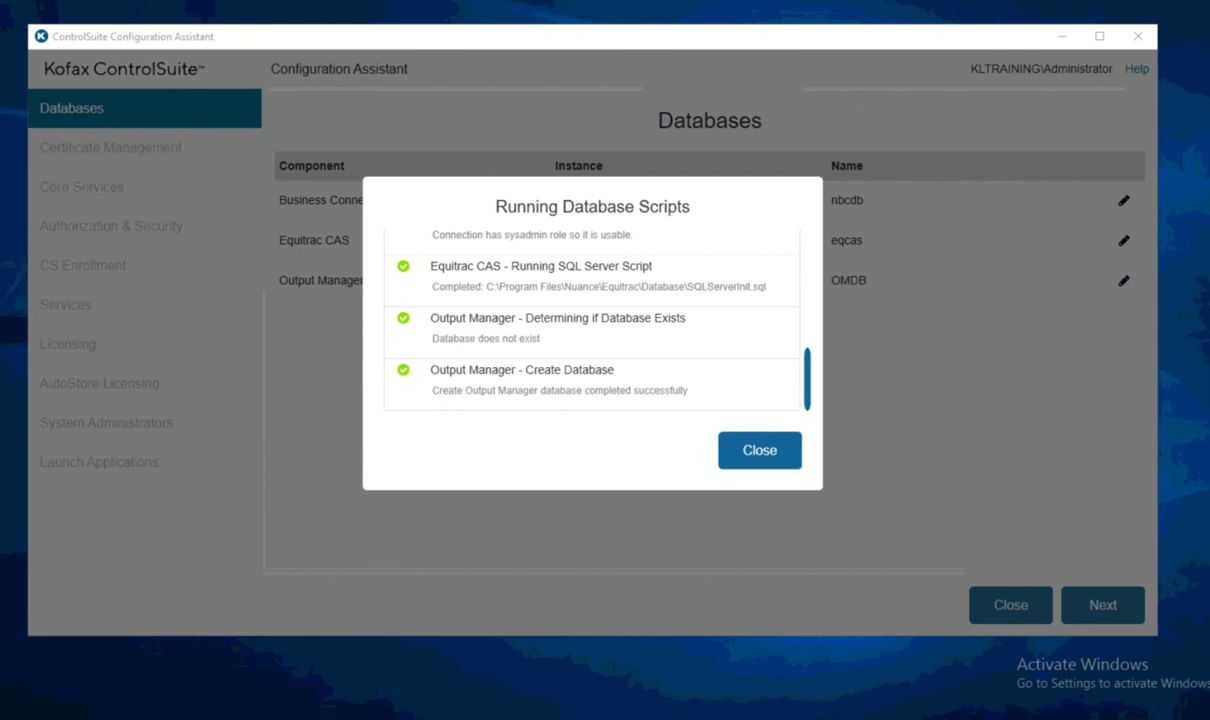 ControlSuite Configuration Assistant
Kofax ControlSuite™
Configuration Assistant
KLTRAINING\Administrator Help
Databases
Certificate Management
Core Services
Authorization & Security
CS Enrollment
Services
Licensing
AutoStore Licensing
System Administrators
Launch Applications
Databases
Component Instance Name
Business Conne nbcdb
Equitrac CAS eqcas
Output Manager OMDB
Running Database Scripts
Connection has sysadmin role so it is usable.
Equitrac CAS - Running SQL Server Script
Completed: C:\Program Files\Nuance\Equitrac\Database\SQLServerInit.sql
Output Manager - Determining if Database Exists
Database does not exist
Output Manager - Create Database
Create Output Manager database completed successfully
Close
Close Next
Activate Windows
Go to Settings to activate Windows